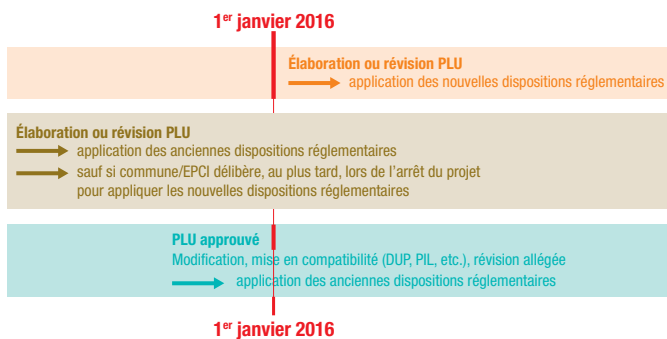 1er janvier 2016
Élaboration ou révision PLU
application des nouvelles dispositions réglementaires
Élaboration ou révision PLU
application des anciennes dispositions réglementaires
sauf si commune/EPCI délibère, au plus tard, lors de l'arrêt du projet
pour appliquer les nouvelles dispositions réglementaires
PLU approuvé
Modification, mise en compatibilité (DUP, PIL, etc.), révision allégée
application des anciennes dispositions réglementaires
1er janvier 2016